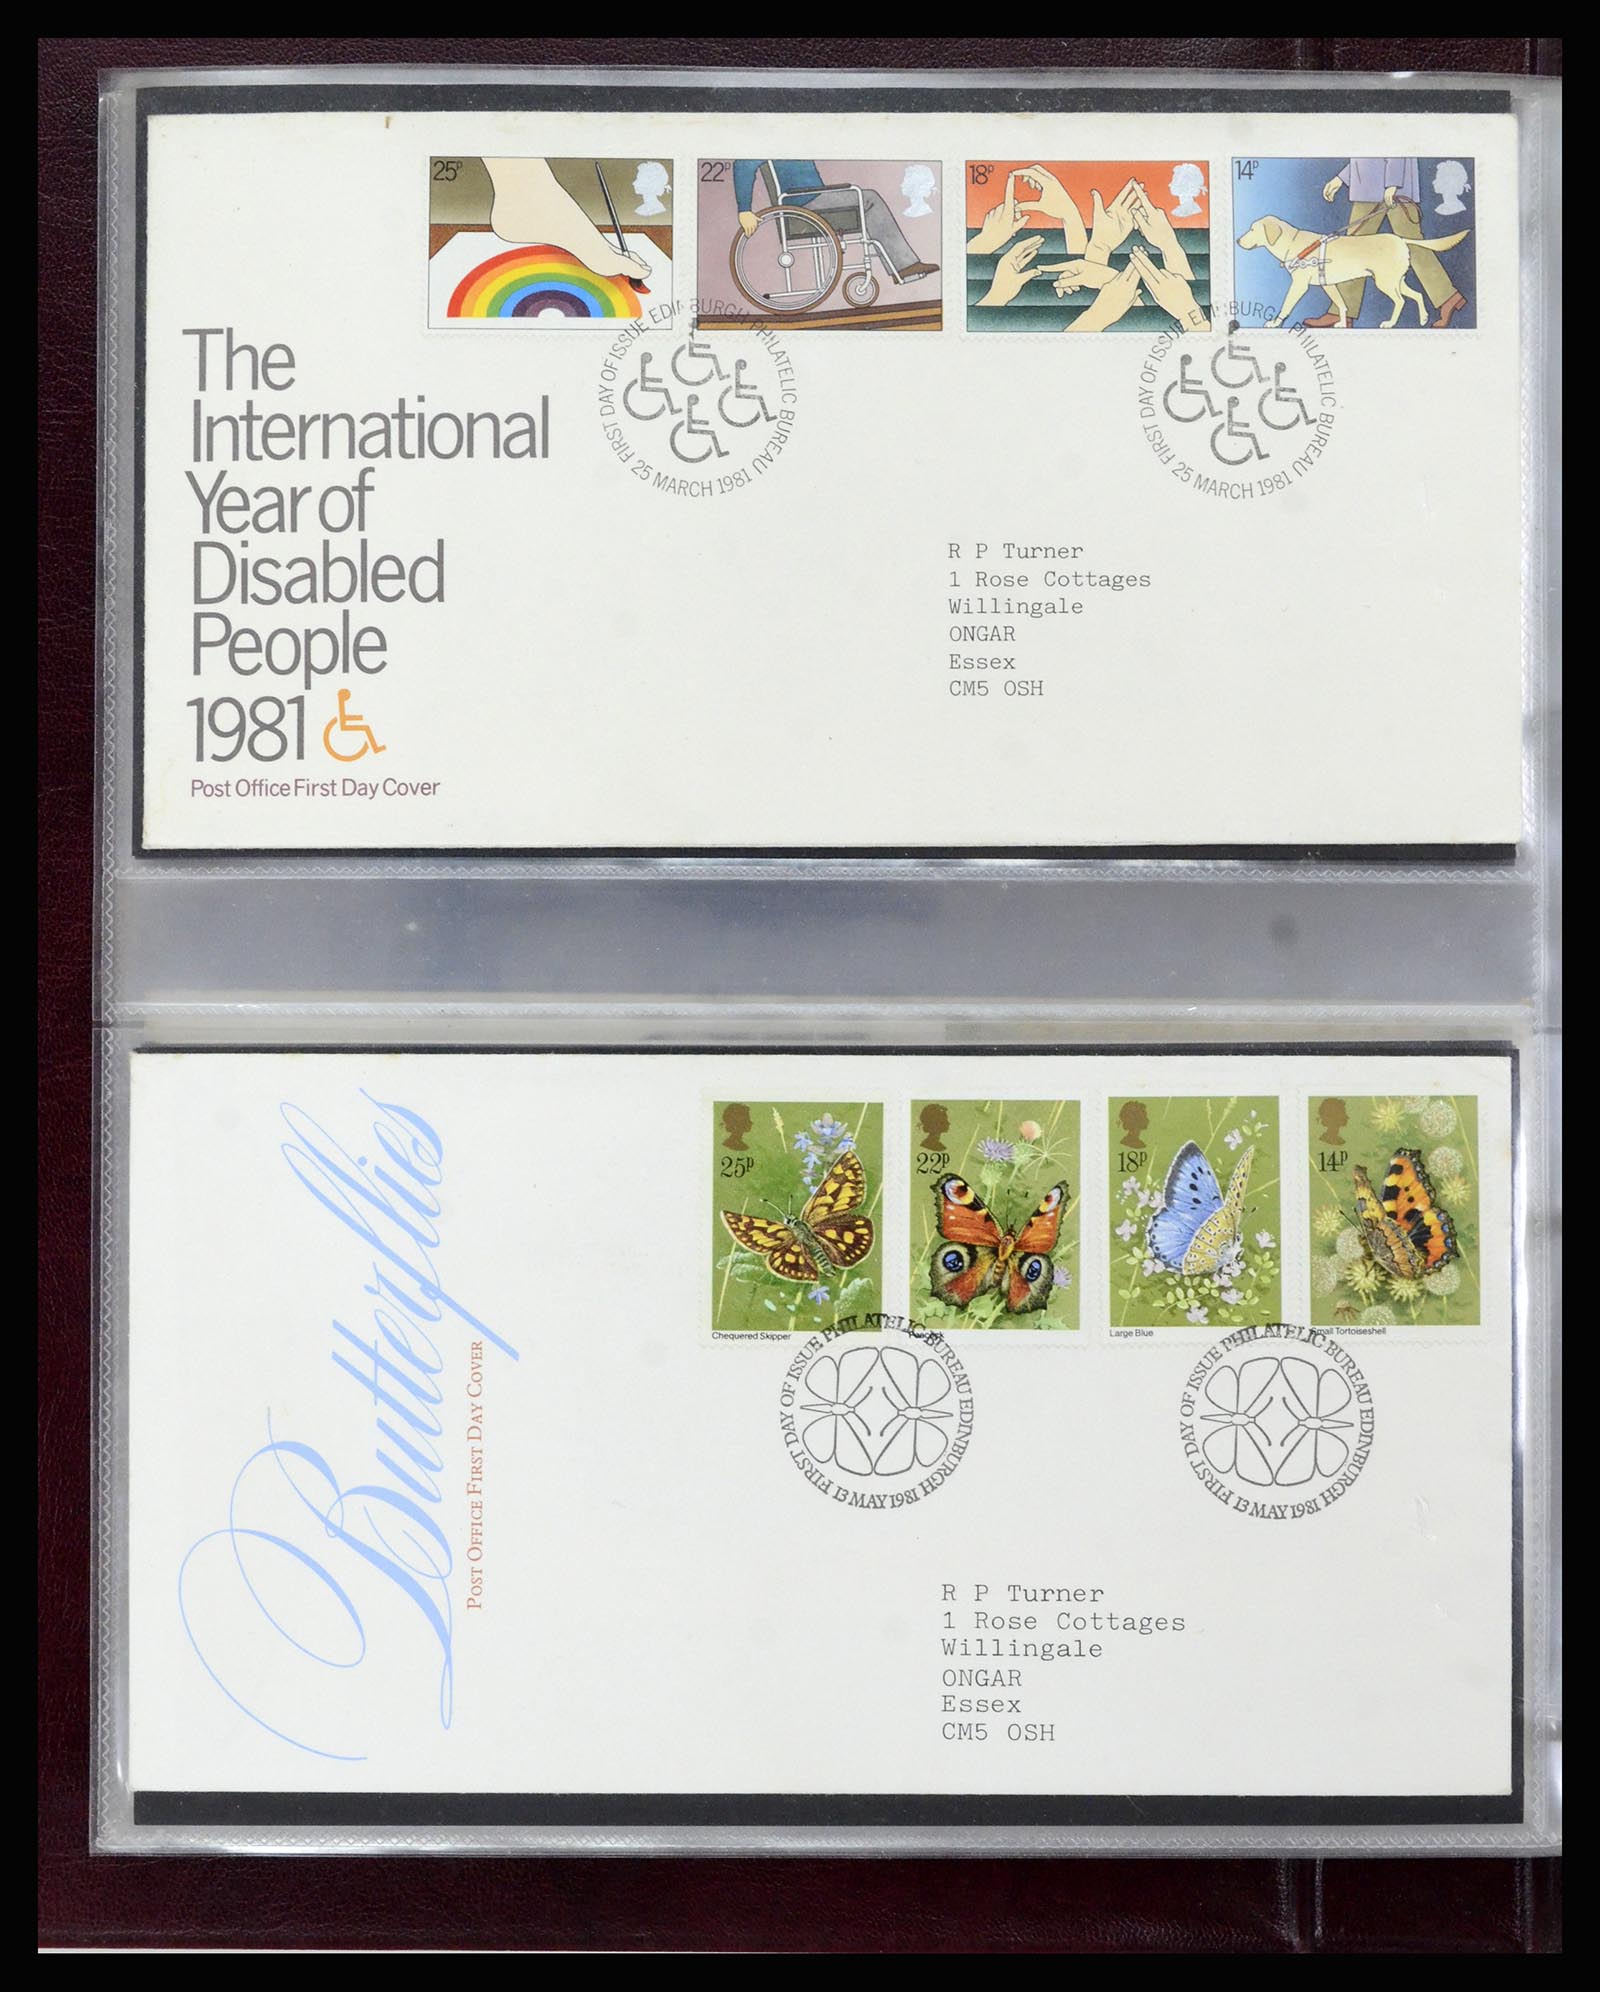 25p
22p
18p
14p
The
International
Year of
Disabled
People
1981
Post Office First Day Cover
FIRST DAY OF ISSUE EDINBURGH PHILATELIC BUREAU
25 MARCH 1981
FIRST DAY OF ISSUE EDINBURGH PHILATELIC BUREAU
25 MARCH 1981
R P Turner
1 Rose Cottages
Willingale
ONGAR
Essex
CM5 OSH
Butterflies
POST OFFICE FIRST DAY COVER
25p
22p
18p
14p
Chequered Skipper
Peacock
Large Blue
Small Tortoiseshell
FIRST DAY OF ISSUE PHILATELIC BUREAU EDINBURGH
13 MAY 1981
FIRST DAY OF ISSUE PHILATELIC BUREAU EDINBURGH
13 MAY 1981
R P Turner
1 Rose Cottages
Willingale
ONGAR
Essex
CM5 OSH